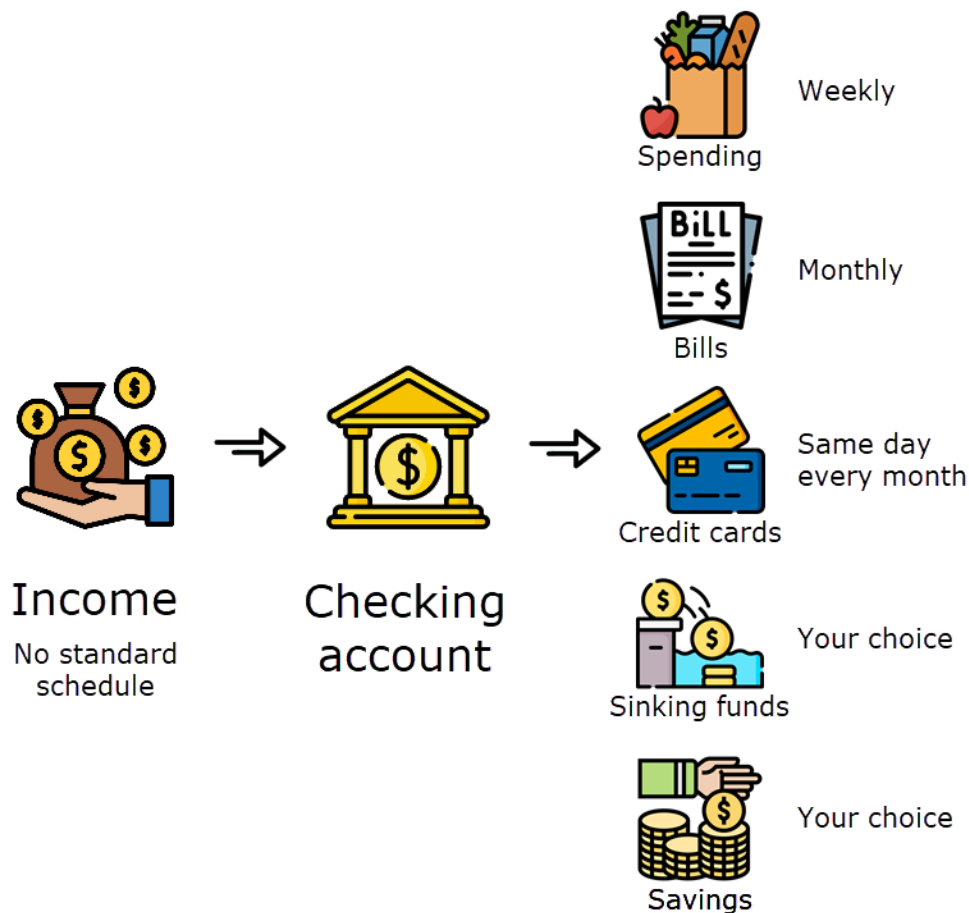 Weekly
Spending
BiLL
$
Monthly
Bills
$
$
$
$
Income
No standard
schedule
$
Checking
account
Same day
every month
Credit cards
$
$
Your choice
Sinking funds
$
Your choice
Savings